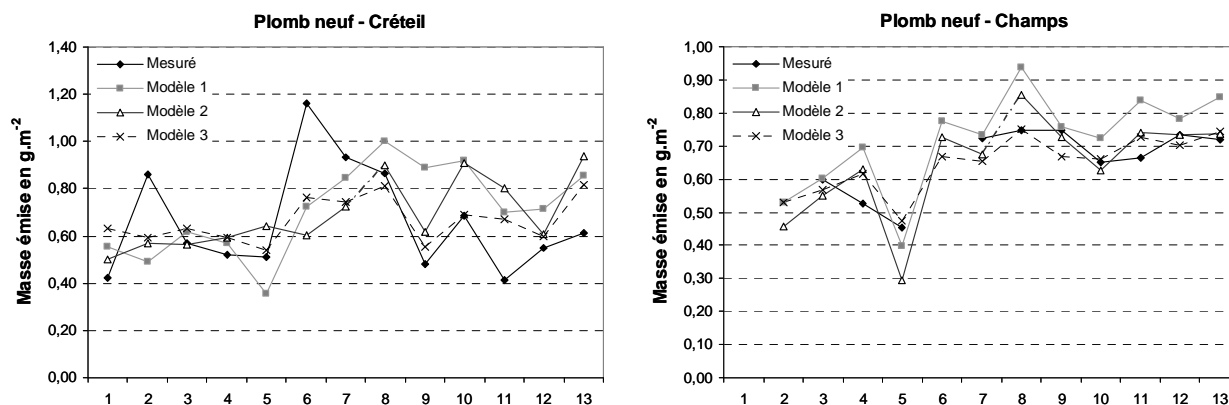 Plomb neuf - Créteil
Masse émise en g.m-2
1,40
1,20
1,00
0,80
0,60
0,40
0,20
0,00
Mesuré
Modèle 1
Modèle 2
Modèle 3
1 2 3 4 5 6 7 8 9 10 11 12 13
Plomb neuf - Champs
Masse émise en g.m-2
1,00
0,90
0,80
0,70
0,60
0,50
0,40
0,30
0,20
0,10
0,00
Mesuré
Modèle 1
Modèle 2
Modèle 3
1 2 3 4 5 6 7 8 9 10 11 12 13